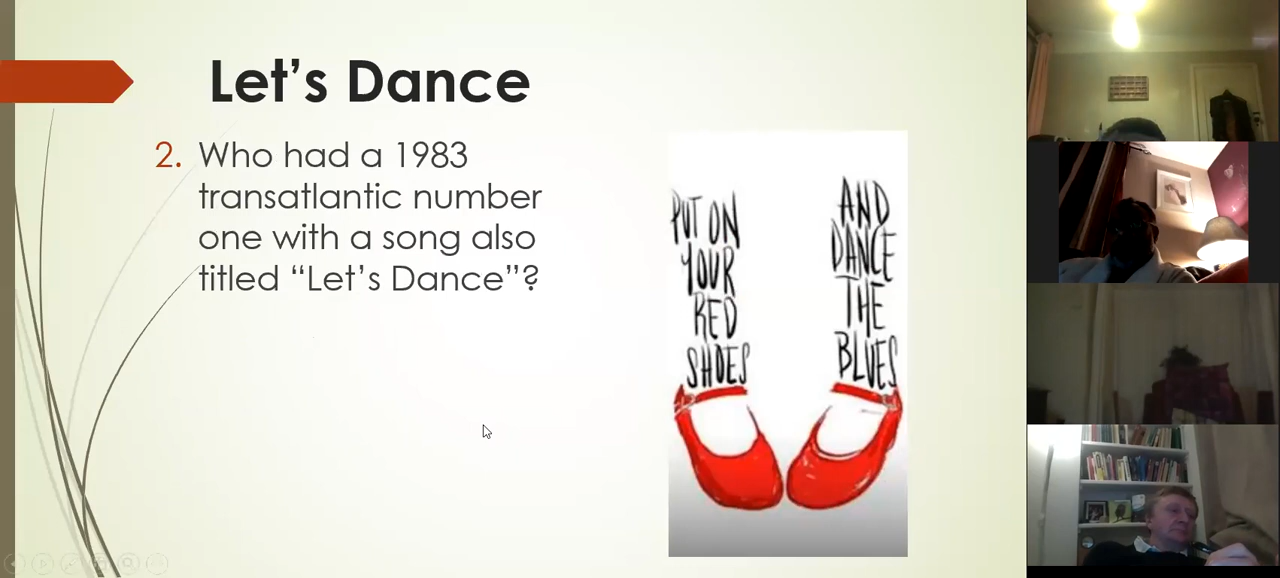 Let's Dance
2. Who had a 1983
transatlantic number
one with a song also
titled “Let's Dance”?
PUT ON
YOUR
RED
SHOES
AND
DANCE
THE
BLUES